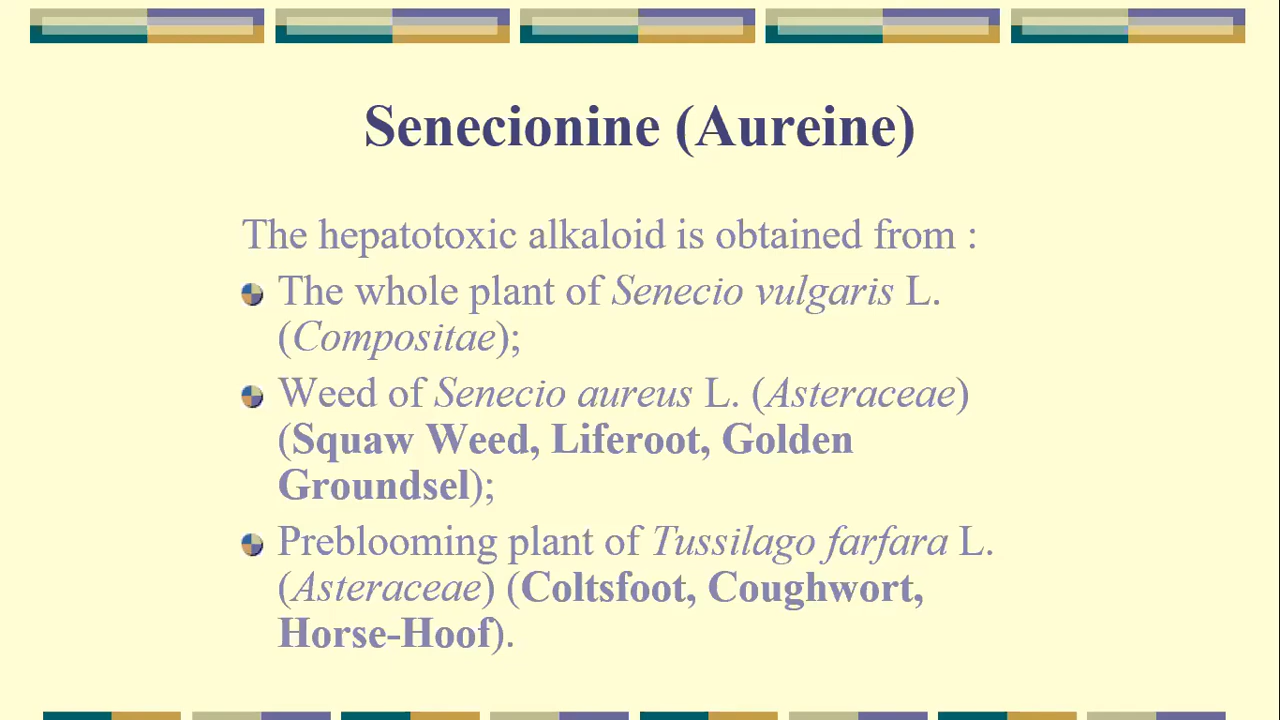 Senecionine (Aureine)
The hepatotoxic alkaloid is obtained from :
The whole plant of Senecio vulgaris L.
(Compositae);
Weed of Senecio aureus L. (Asteraceae)
(Squaw Weed, Liferoot, Golden
Groundsel);
Preblooming plant of Tussilago farfara L.
(Asteraceae) (Coltsfoot, Coughwort,
Horse-Hoof).